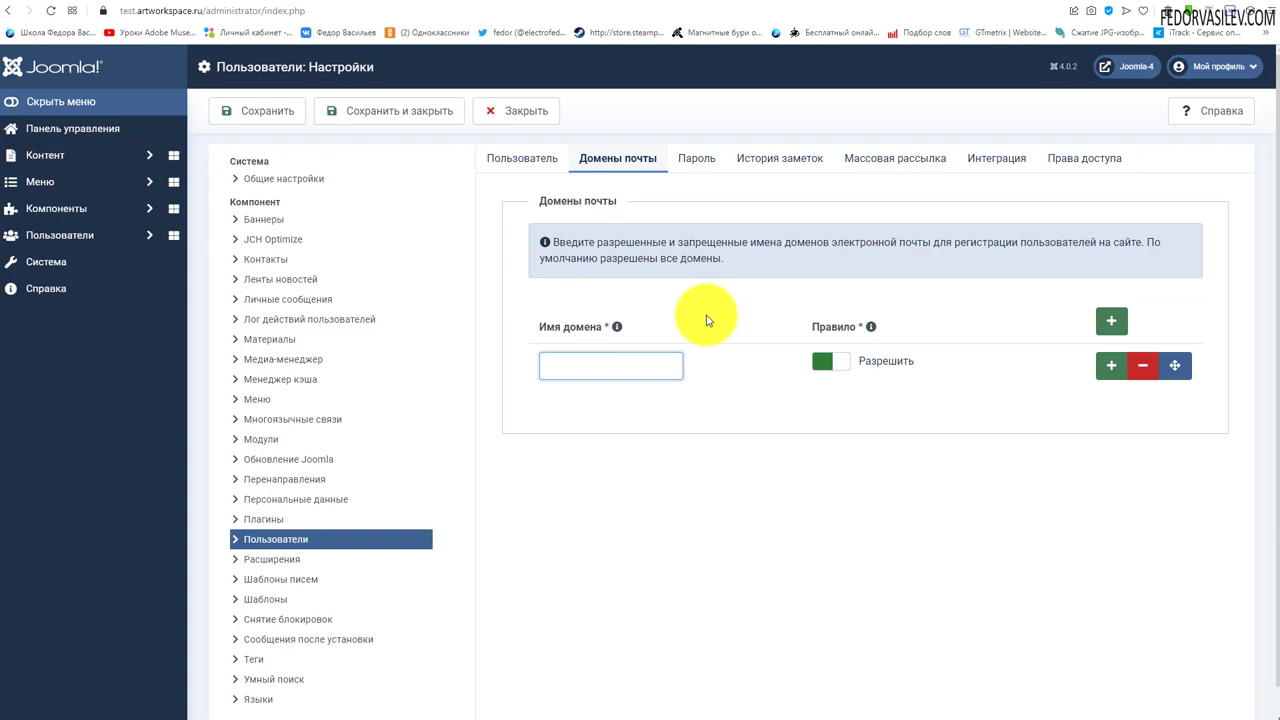 test.artworkspace.ru/administrator/index.php
FEDORVASILEV.COM
Школа Федора Вас...
Уроки Adobe Muse...
Личный кабинет -...
Федор Васильев
(2) Одноклассники
fedor (@electrofed...
http://store.steamp...
Магнитные бури о...
Бесплатный онлай...
Подбор слов
GTmetrix | Website...
Сжатие JPG-изобр...
iTrack - Сервис оп...
»
Joomla!
Пользователи: Настройки
4.0.2
Joomla-4
Мой профиль
Скрыть меню
Панель управления
Контент
Меню
Компоненты
Пользователи
Система
Справка
Сохранить
Сохранить и закрыть
Закрыть
? Справка
Система
Общие настройки
Компонент
Баннеры
JCH Optimize
Контакты
Ленты новостей
Личные сообщения
Лог действий пользователей
Материалы
Медиа-менеджер
Менеджер кэша
Меню
Многоязычные связи
Модули
Обновление Joomla
Перенаправления
Персональные данные
Плагины
Пользователи
Расширения
Шаблоны писем
Шаблоны
Снятие блокировок
Сообщения после установки
Теги
Умный поиск
Языки
Пользователь
Домены почты
Пароль
История заметок
Массовая рассылка
Интеграция
Права доступа
Домены почты
Введите разрешенные и запрещенные имена доменов электронной почты для регистрации пользователей на сайте. По
умолчанию разрешены все домены.
Имя домена *
Правило *
Разрешить